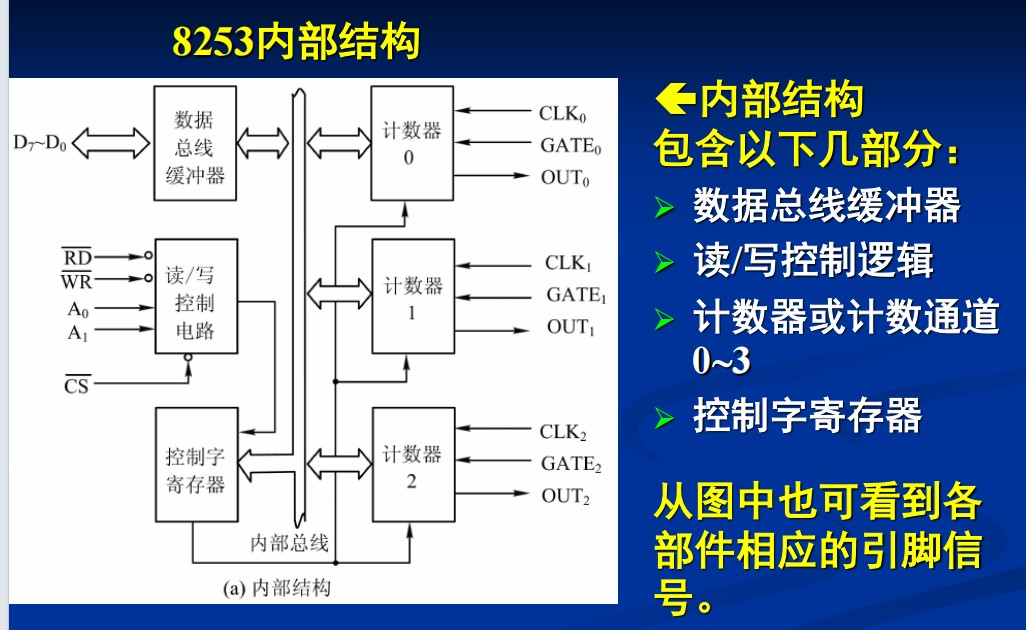 8253内部结构
数据
总线
缓冲器
D₇~D₀
计数器
0
CLK₀
GATE₀
OUT₀
RD
WR
A₀
A₁
CS
读/写
控制
电路
计数器
1
CLK₁
GATE₁
OUT₁
控制字
寄存器
计数器
2
CLK₂
GATE₂
OUT₂
内部总线
(a) 内部结构
内部结构
包含以下几部分：
数据总线缓冲器
读/写控制逻辑
计数器或计数通道
0~3
控制字寄存器
从图中也可看到各
部件相应的引脚信
号。